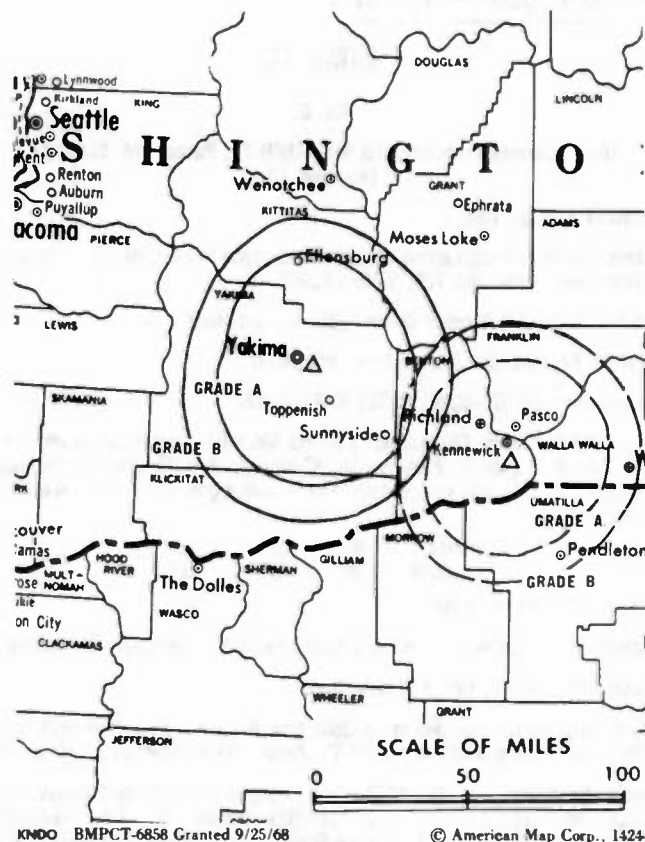 DOUGLAS
Lynnwood
Kirkland
KING
LINCOLN
Seattle
SHINGTO
Kent
Renton
Auburn
Puyallup
acoma
Wenotchee
GRANT
Ephrata
KITTITAS
ADAMS
Moses Lake
PIERCE
Ellensburg
YAKIMA
LEWIS
FRANKLIN
BENTON
Yakima
GRADE A
SKAMANIA
Toppenish
Richland
Pasco
Sunnyside
Kennewick
WALLA WALLA
W
GRADE B
KLICKITAT
UMATILLA
GRADE A
couver
MORROW
amas
HOOD
RIVER
GILLIAM
Pendleton
SHERMAN
The Dolles
GRADE B
MULT-
NOMAH
WASCO
on City
CLACKAMAS
WHEELER
GRANT
JEFFERSON
SCALE OF MILES
0 50 100
KNDO BMPCT-6858 Granted 9/25/68
© American Map Corp., 1424